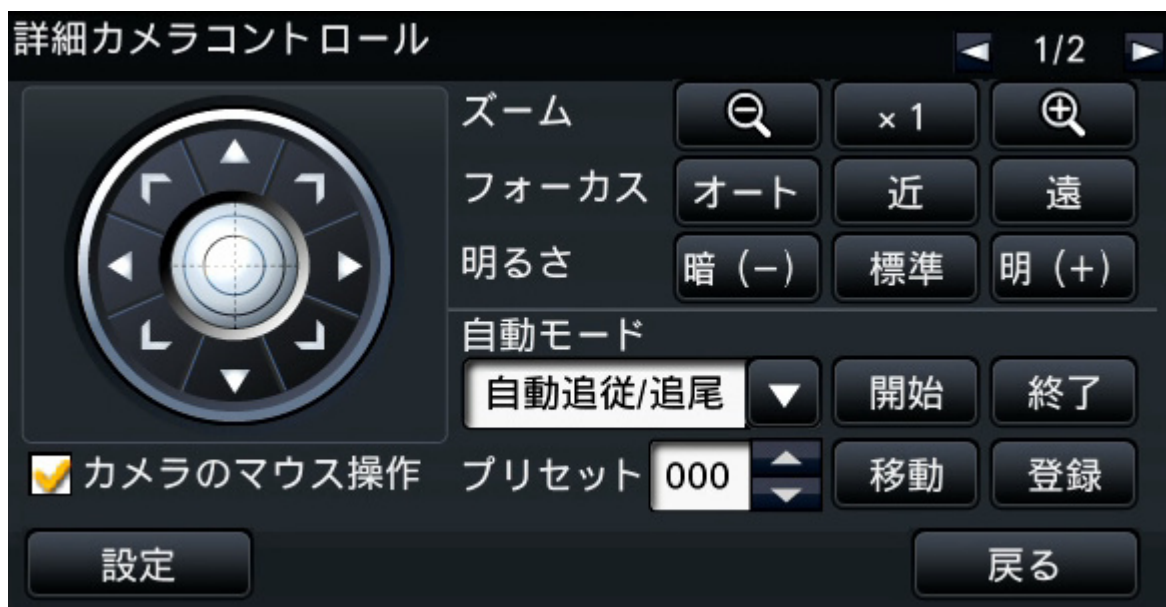 詳細カメラコントロール 1/2
ズーム × 1
フォーカス オート 近 遠
明るさ 暗 (−) 標準 明 (+)
自動モード
自動追従/追尾 開始 終了
カメラのマウス操作 プリセット 000 移動 登録
設定 戻る